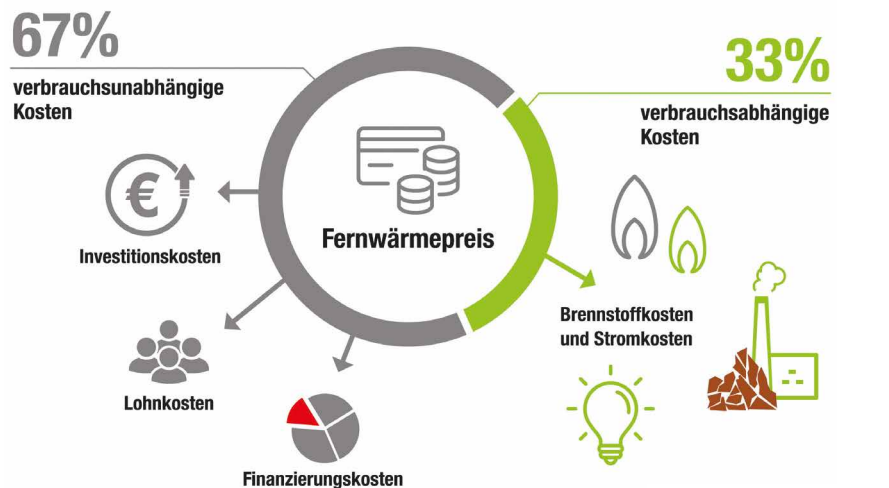 67%
verbrauchsunabhängige
Kosten
33%
verbrauchsabhängige
Kosten
€
Investitionskosten
Fernwärmepreis
Lohnkosten
Finanzierungskosten
Brennstoffkosten
und Stromkosten